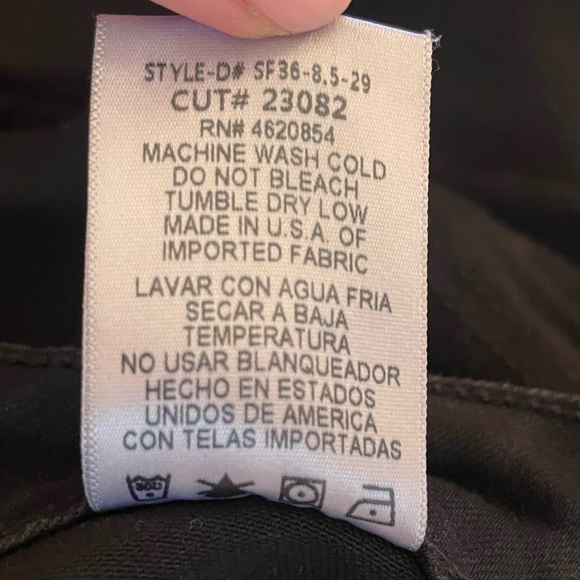 STYLE-D# SF36-8.5-29
CUT# 23082
RN# 4620854
MACHINE WASH COLD
DO NOT BLEACH
TUMBLE DRY LOW
MADE IN U.S.A. OF
IMPORTED FABRIC
LAVAR CON AGUA FRIA
SECAR A BAJA
TEMPERATURA
NO USAR BLANQUEADOR
HECHO EN ESTADOS
UNIDOS DE AMERICA
CON TELAS IMPORTADAS